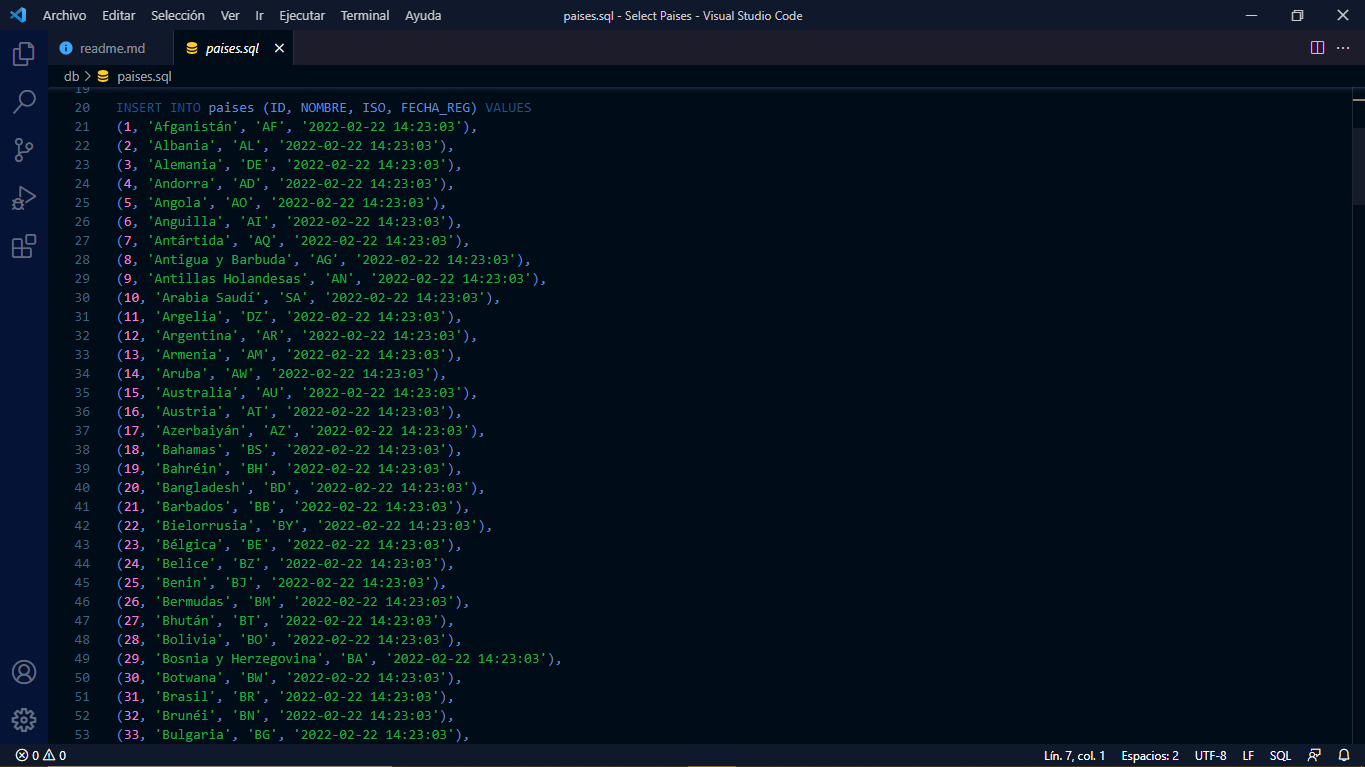 Archivo Editar Selección Ver Ir Ejecutar Terminal Ayuda paises.sql - Select Paises - Visual Studio Code
readme.md paises.sql
db > paises.sql
19
20 INSERT INTO paises (ID, NOMBRE, ISO, FECHA_REG) VALUES
21 (1, 'Afganistán', 'AF', '2022-02-22 14:23:03'),
22 (2, 'Albania', 'AL', '2022-02-22 14:23:03'),
23 (3, 'Alemania', 'DE', '2022-02-22 14:23:03'),
24 (4, 'Andorra', 'AD', '2022-02-22 14:23:03'),
25 (5, 'Angola', 'AO', '2022-02-22 14:23:03'),
26 (6, 'Anguilla', 'AI', '2022-02-22 14:23:03'),
27 (7, 'Antártida', 'AQ', '2022-02-22 14:23:03'),
28 (8, 'Antigua y Barbuda', 'AG', '2022-02-22 14:23:03'),
29 (9, 'Antillas Holandesas', 'AN', '2022-02-22 14:23:03'),
30 (10, 'Arabia Saudí', 'SA', '2022-02-22 14:23:03'),
31 (11, 'Argelia', 'DZ', '2022-02-22 14:23:03'),
32 (12, 'Argentina', 'AR', '2022-02-22 14:23:03'),
33 (13, 'Armenia', 'AM', '2022-02-22 14:23:03'),
34 (14, 'Aruba', 'AW', '2022-02-22 14:23:03'),
35 (15, 'Australia', 'AU', '2022-02-22 14:23:03'),
36 (16, 'Austria', 'AT', '2022-02-22 14:23:03'),
37 (17, 'Azerbaiyán', 'AZ', '2022-02-22 14:23:03'),
38 (18, 'Bahamas', 'BS', '2022-02-22 14:23:03'),
39 (19, 'Bahréin', 'BH', '2022-02-22 14:23:03'),
40 (20, 'Bangladesh', 'BD', '2022-02-22 14:23:03'),
41 (21, 'Barbados', 'BB', '2022-02-22 14:23:03'),
42 (22, 'Bielorrusia', 'BY', '2022-02-22 14:23:03'),
43 (23, 'Bélgica', 'BE', '2022-02-22 14:23:03'),
44 (24, 'Belice', 'BZ', '2022-02-22 14:23:03'),
45 (25, 'Benin', 'BJ', '2022-02-22 14:23:03'),
46 (26, 'Bermudas', 'BM', '2022-02-22 14:23:03'),
47 (27, 'Bhután', 'BT', '2022-02-22 14:23:03'),
48 (28, 'Bolivia', 'BO', '2022-02-22 14:23:03'),
49 (29, 'Bosnia y Herzegovina', 'BA', '2022-02-22 14:23:03'),
50 (30, 'Botwana', 'BW', '2022-02-22 14:23:03'),
51 (31, 'Brasil', 'BR', '2022-02-22 14:23:03'),
52 (32, 'Brunéi', 'BN', '2022-02-22 14:23:03'),
53 (33, 'Bulgaria', 'BG', '2022-02-22 14:23:03'),
0 0 Lín. 7, col. 1 Espacios: 2 UTF-8 LF SQL